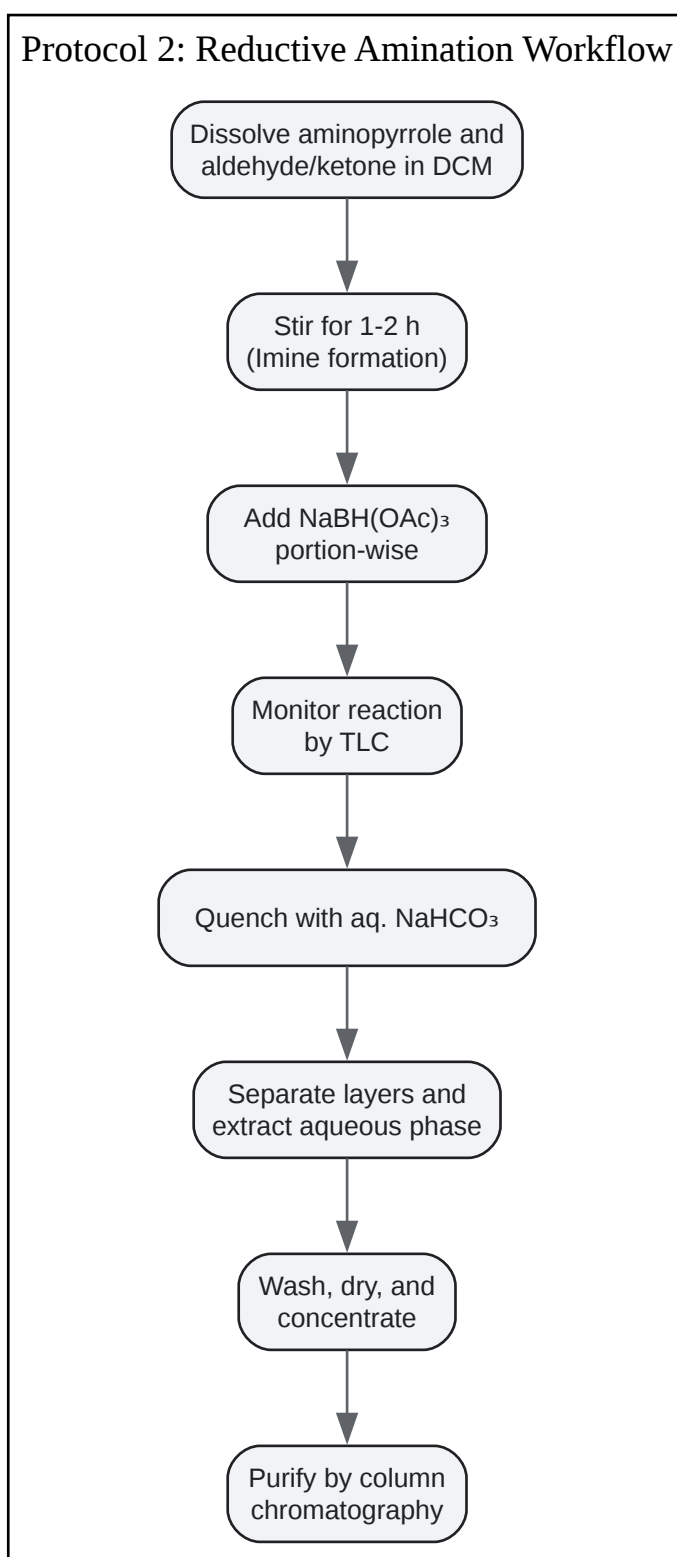 Protocol 2: Reductive Amination Workflow
Dissolve aminopyrrole and
aldehyde/ketone in DCM
Stir for 1-2 h
(Imine formation)
Add NaBH(OAc)₃
portion-wise
Monitor reaction
by TLC
Quench with aq. NaHCO₃
Separate layers and
extract aqueous phase
Wash, dry, and
concentrate
Purify by column
chromatography